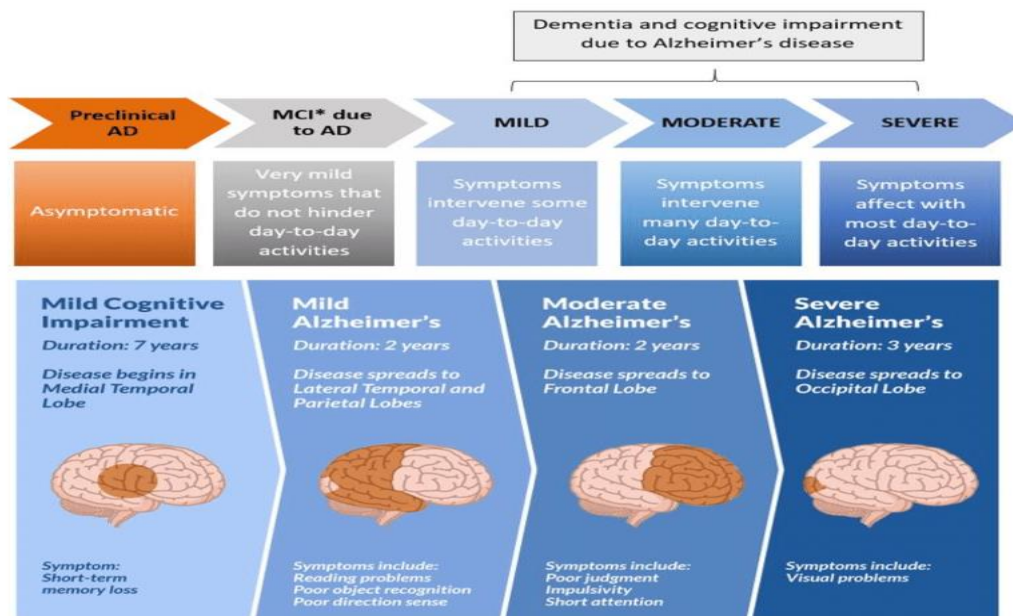 Dementia and cognitive impairment
due to Alzheimer's disease
Preclinical
AD
MCI* due
to AD
MILD
MODERATE
SEVERE
Asymptomatic
Very mild
symptoms that
do not hinder
day-to-day
activities
Symptoms
intervene some
day-to-day
activities
Symptoms
intervene
many day-to-
day activities
Symptoms
affect with
most day-to-
day activities
Mild Cognitive
Impairment
Duration: 7 years
Disease begins in
Medial Temporal
Lobe
Symptom:
Short-term
memory loss
Mild
Alzheimer's
Duration: 2 years
Disease spreads to
Lateral Temporal and
Parietal Lobes
Symptoms include:
Reading problems
Poor object recognition
Poor direction sense
Moderate
Alzheimer's
Duration: 2 years
Disease spreads to
Frontal Lobe
Symptoms include:
Poor judgment
Impulsivity
Short attention
Severe
Alzheimer's
Duration: 3 years
Disease spreads to
Occipital Lobe
Symptoms include:
Visual problems